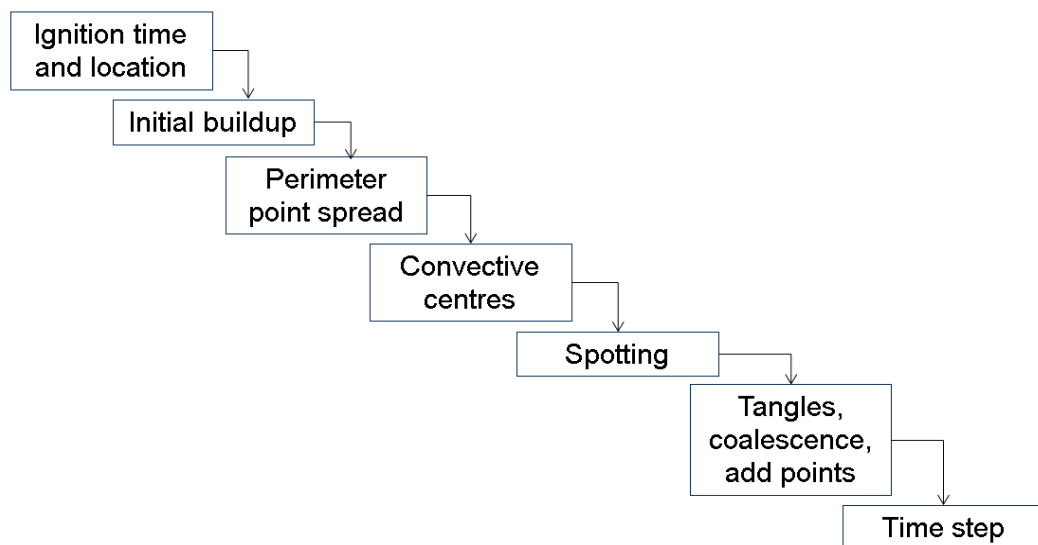 Ignition time
and location
Initial buildup
Perimeter
point spread
Convective
centres
Spotting
Tangles,
coalescence,
add points
Time step